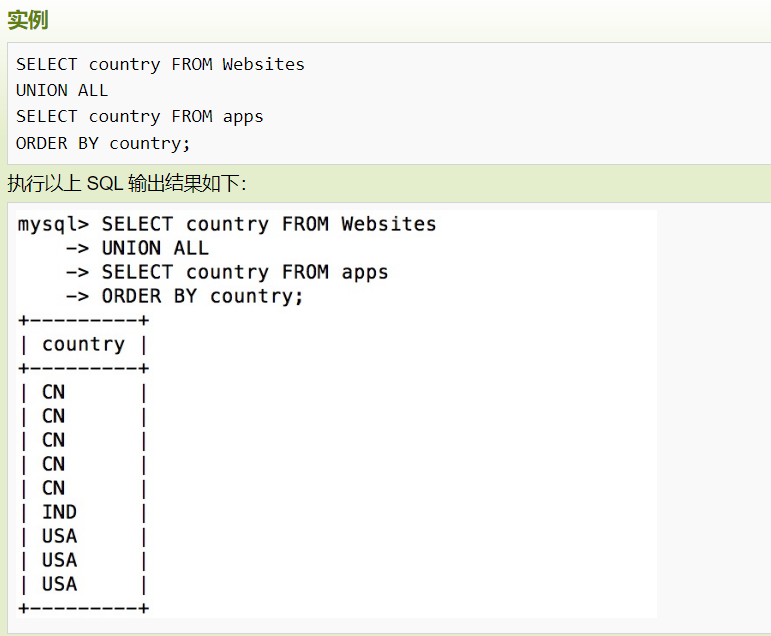 实例
SELECT country FROM Websites
UNION ALL
SELECT country FROM apps
ORDER BY country;
执行以上 SQL 输出结果如下：
mysql> SELECT country FROM Websites
    -> UNION ALL
    -> SELECT country FROM apps
    -> ORDER BY country;
+---------+
| country |
+---------+
| CN      |
| CN      |
| CN      |
| CN      |
| CN      |
| IND     |
| USA     |
| USA     |
| USA     |
+---------+